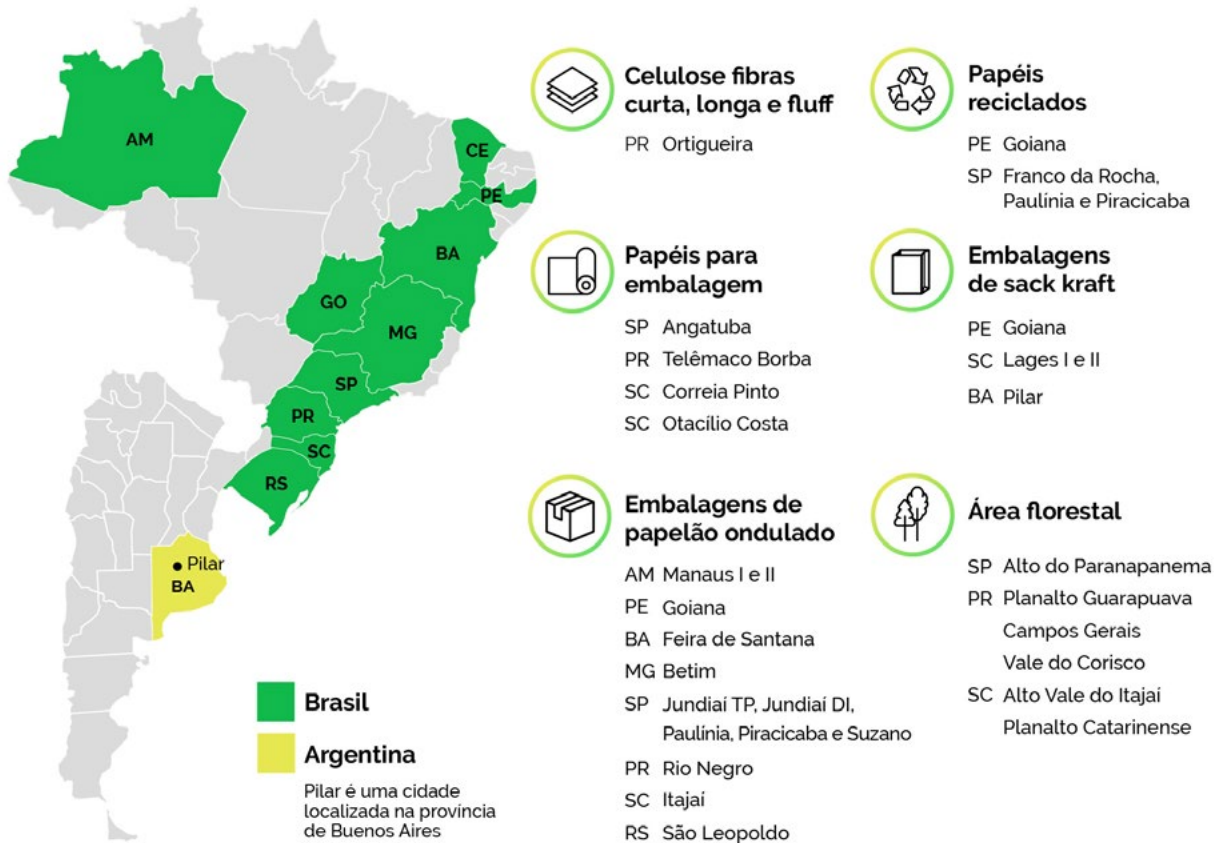 AM
CE
PE
BA
GO
MG
SP
PR
SC
RS
Pilar
BA
Brasil
Argentina
Pilar é uma cidade
localizada na província
de Buenos Aires
Celulose fibras
curta, longa e fluff
PR Ortigueira
Papéis
reciclados
PE Goiana
SP Franco da Rocha,
Paulínia e Piracicaba
Papéis para
embalagem
SP Angatuba
PR Telêmaco Borba
SC Correia Pinto
SC Otacílio Costa
Embalagens
de sack kraft
PE Goiana
SC Lages I e II
BA Pilar
Embalagens de
papelão ondulado
AM Manaus I e II
PE Goiana
BA Feira de Santana
MG Betim
SP Jundiaí TP, Jundiaí DI,
Paulínia, Piracicaba e Suzano
PR Rio Negro
SC Itajaí
RS São Leopoldo
Área florestal
SP Alto do Paranapanema
PR Planalto Guarapuava
Campos Gerais
Vale do Corisco
SC Alto Vale do Itajaí
Planalto Catarinense